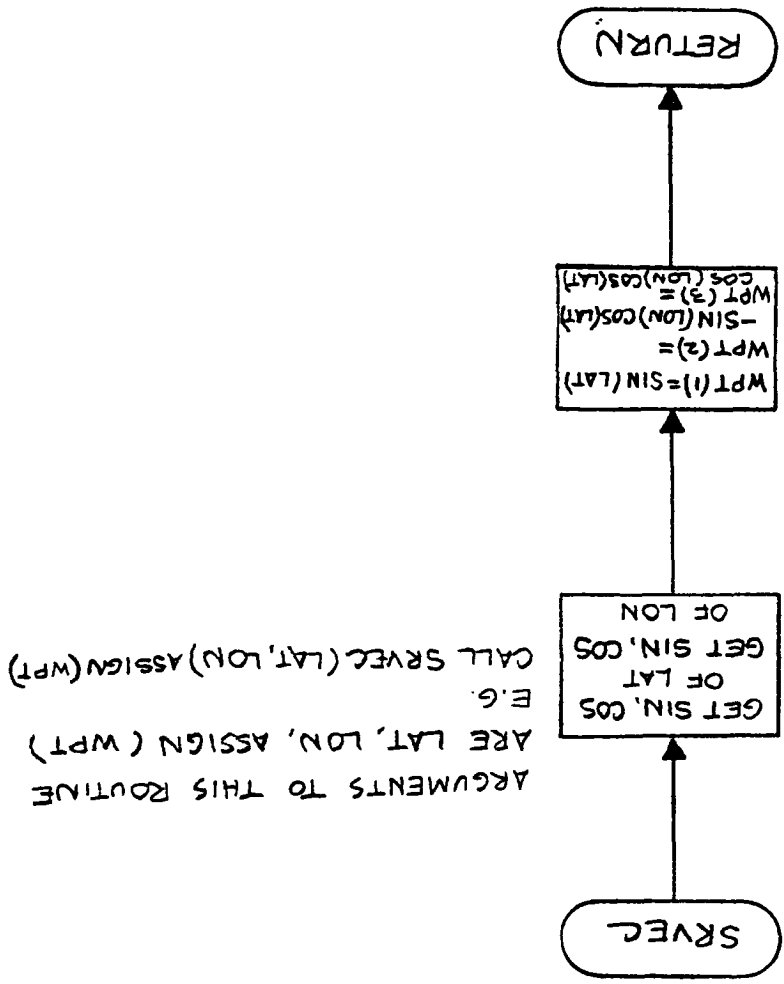 SRVEC
ARGUMENTS TO THIS ROUTINE
ARE LAT, LON, ASSIGN (WPT)
E.G.
CALL SRVEC (LAT, LON) ASSIGN (WPT)
GET SIN, COS
OF LAT
GET SIN, COS
OF LON
WPT (1) = SIN (LAT)
WPT (2) =
-SIN (LON) COS (LAT)
WPT (3) =
COS (LON) COS (LAT)
RETURN